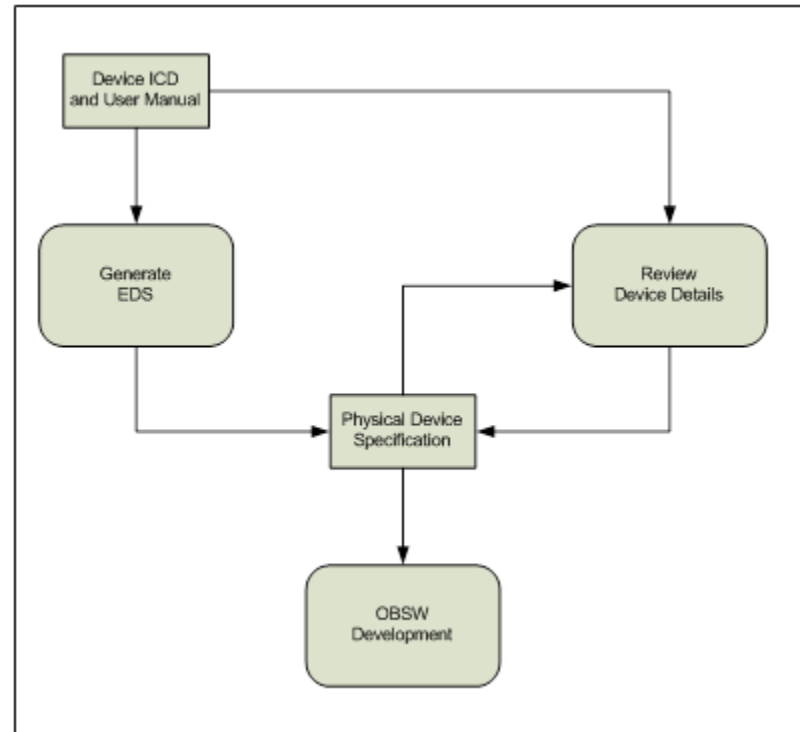 Device ICD
and User Manual
Generate
EDS
Review
Device Details
Physical Device
Specification
OBSW
Development